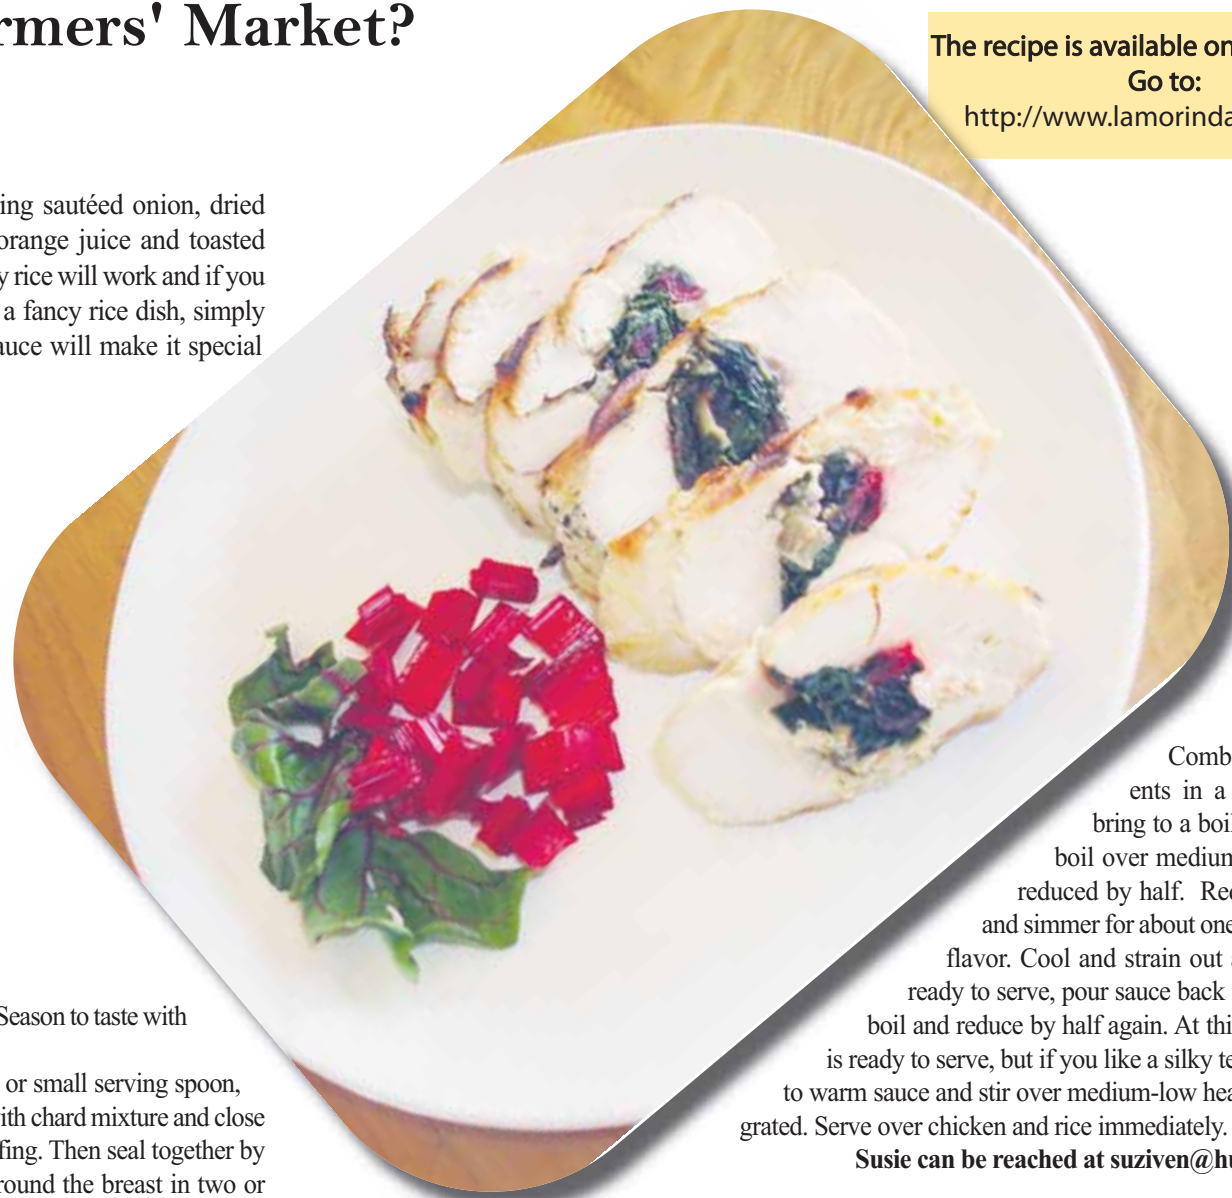 rmers' Market?
The recipe is available on
Go to:
http://www.lamorinda
ing sautéed onion, dried
orange juice and toasted
y rice will work and if you
a fancy rice dish, simply
auce will make it special
Season to taste with
or small serving spoon,
with chard mixture and close
fing. Then seal together by
round the breast in two or
Comb
ents in a
bring to a boi
boil over medium
reduced by half. Re
and simmer for about one
flavor. Cool and strain out
ready to serve, pour sauce back
boil and reduce by half again. At thi
is ready to serve, but if you like a silky te
to warm sauce and stir over medium-low hea
grated. Serve over chicken and rice immediately.
Susie can be reached at suziven@hu